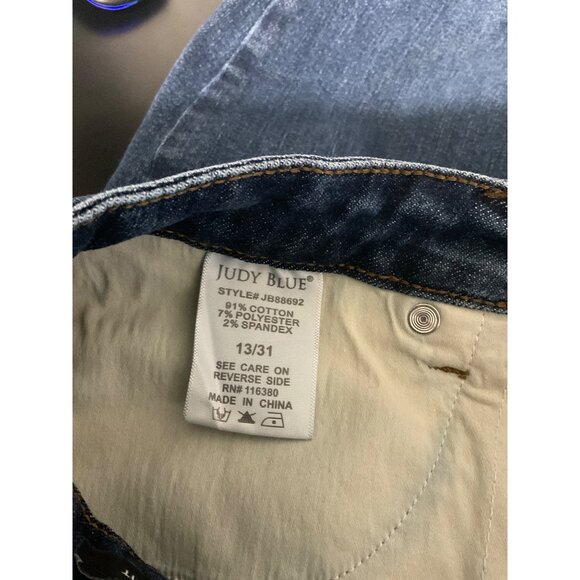 JUDY BLUE®
STYLE# JB88692
91% COTTON
7% POLYESTER
2% SPANDEX
13/31
SEE CARE ON
REVERSE SIDE
RN# 116380
MADE IN CHINA